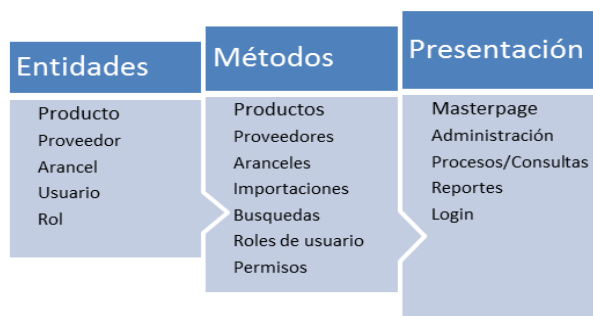 Entidades
Producto
Proveedor
Arancel
Usuario
Rol
Métodos
Productos
Proveedores
Aranceles
Importaciones
Busquedas
Roles de usuario
Permisos
Presentación
Masterpage
Administración
Procesos/Consultas
Reportes
Login